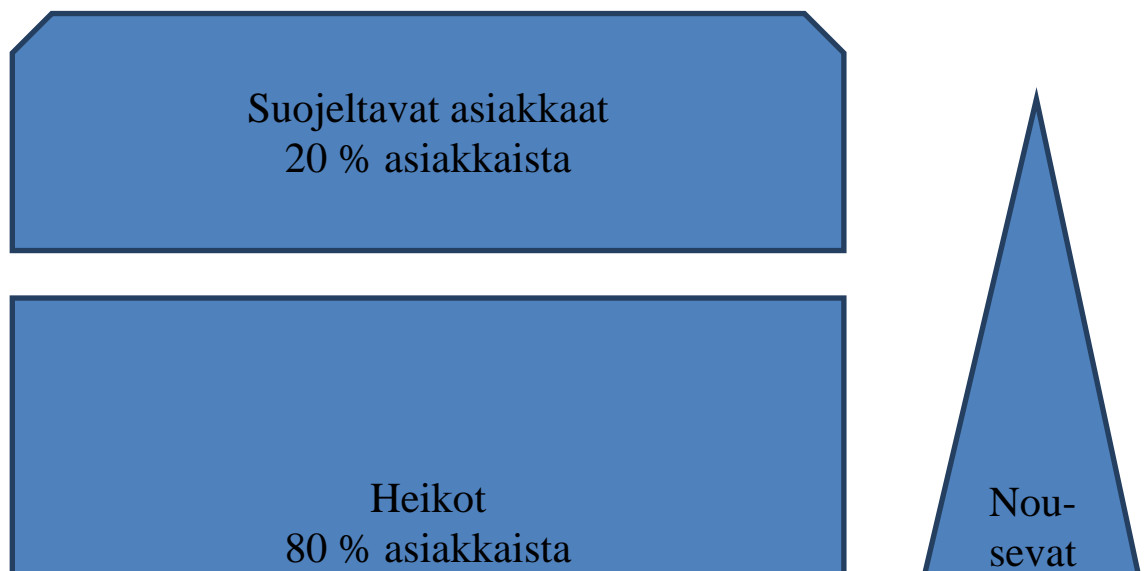 Suojeltavat asiakkaat
20 % asiakkaista
Heikot
80 % asiakkaista
Nou-
sevat